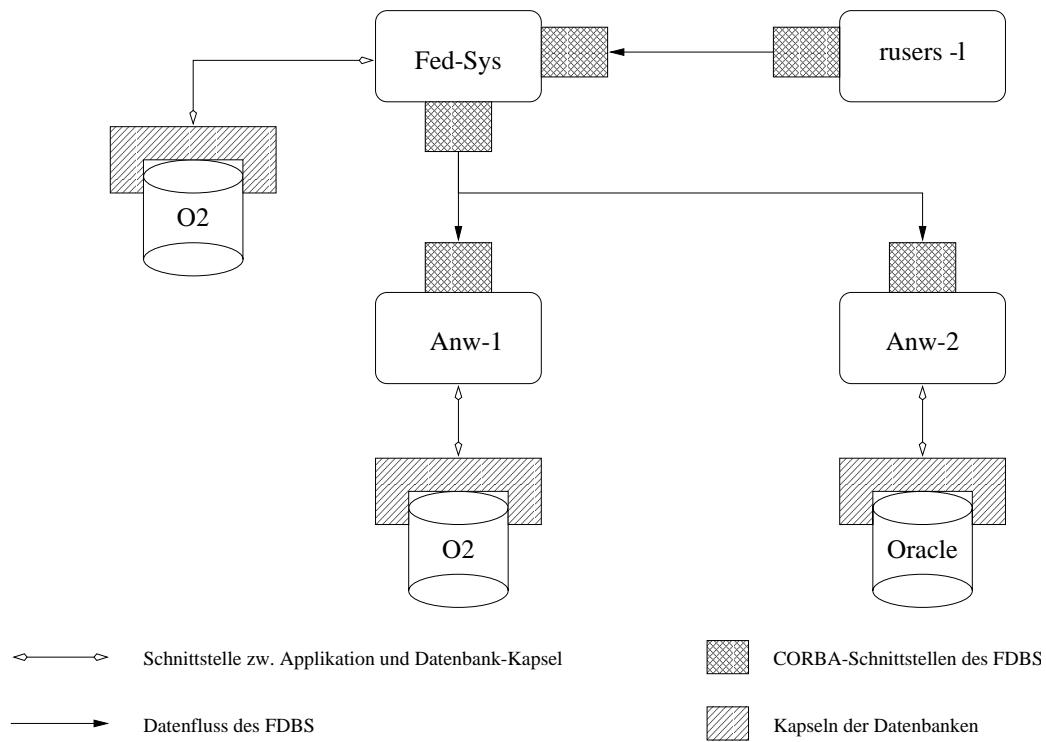 Fed-Sys
rusers -l
O2
Anw-1
Anw-2
O2
Oracle
Schnittstelle zw. Applikation und Datenbank-Kapsel
CORBA-Schnittstellen des FDBS
Datenfluss des FDBS
Kapseln der Datenbanken